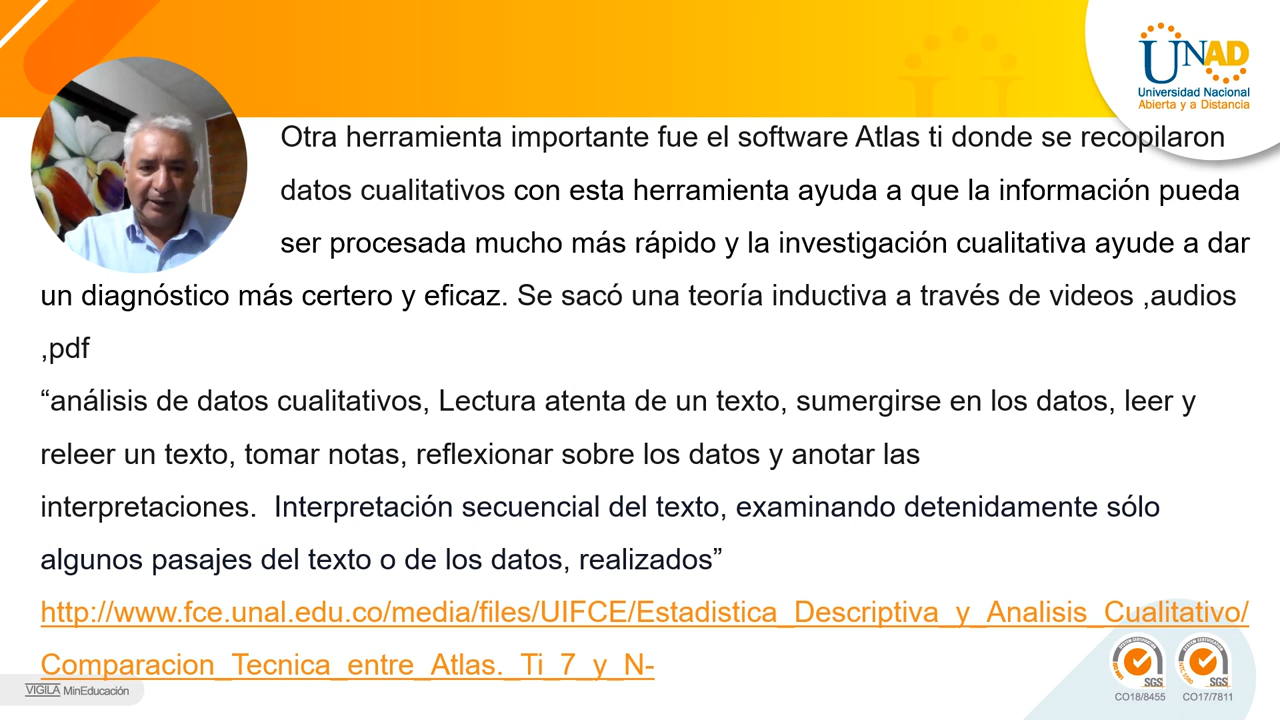 UNAD
Universidad Nacional
Abierta y a Distancia
Otra herramienta importante fue el software Atlas ti donde se recopilaron
datos cualitativos con esta herramienta ayuda a que la información pueda
ser procesada mucho más rápido y la investigación cualitativa ayude a dar
un diagnóstico más certero y eficaz. Se sacó una teoría inductiva a través de videos ,audios
,pdf
“análisis de datos cualitativos, Lectura atenta de un texto, sumergirse en los datos, leer y
releer un texto, tomar notas, reflexionar sobre los datos y anotar las
interpretaciones.  Interpretación secuencial del texto, examinando detenidamente sólo
algunos pasajes del texto o de los datos, realizados”
http://www.fce.unal.edu.co/media/files/UIFCE/Estadistica_Descriptiva_y_Analisis_Cualitativo/
Comparacion_Tecnica_entre_Atlas._Ti_7_y_N-
VIGILA MinEducación
SGS SGS
CO18/8455 CO17/7811